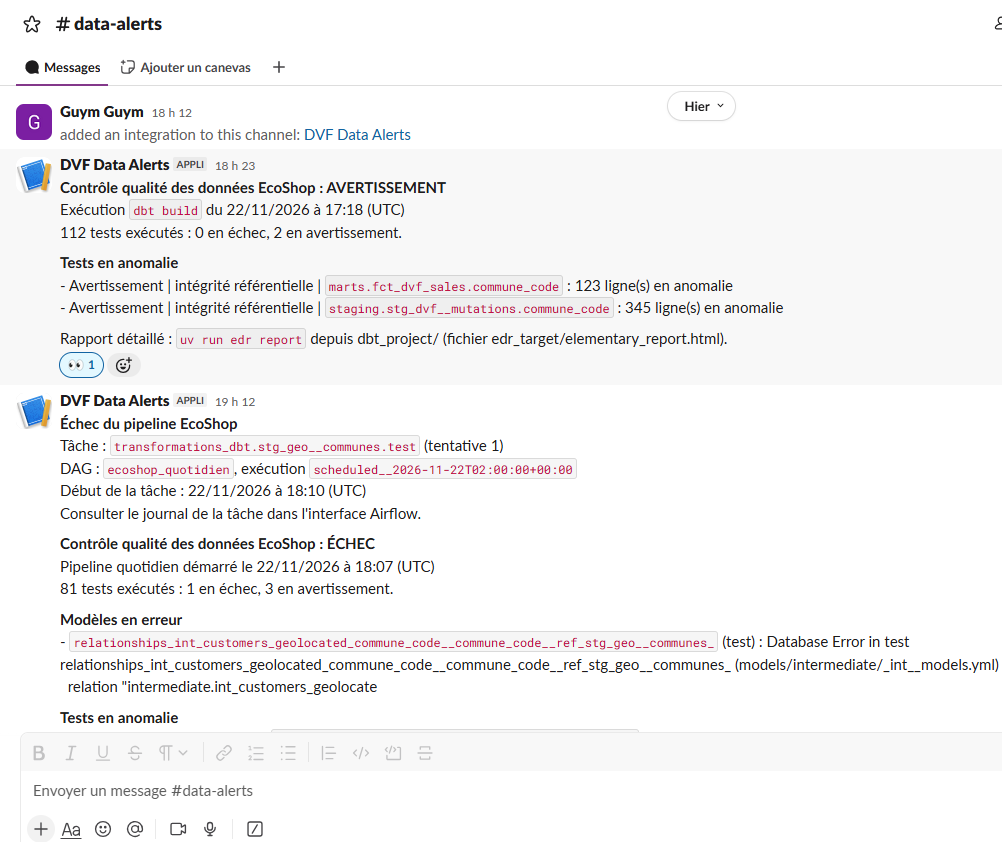 # data-alerts
Messages Ajouter un canevas +
Hier
Guym Guym 18 h 12
G
added an integration to this channel: DVF Data Alerts
DVF Data Alerts APPLI 18 h 23
Contrôle qualité des données EcoShop : AVERTISSEMENT
Exécution dbt build du 22/11/2026 à 17:18 (UTC)
112 tests exécutés : 0 en échec, 2 en avertissement.
Tests en anomalie
- Avertissement | intégrité référentielle | marts.fct_dvf_sales.commune_code : 123 ligne(s) en anomalie
- Avertissement | intégrité référentielle | staging.stg_dvf__mutations.commune_code : 345 ligne(s) en anomalie
Rapport détaillé : uv run edr report depuis dbt_project/ (fichier edr_target/elementary_report.html).
👀 1
DVF Data Alerts APPLI 19 h 12
Échec du pipeline EcoShop
Tâche : transformations_dbt.stg_geo__communes.test (tentative 1)
DAG : ecoshop_quotidien, exécution scheduled__2026-11-22T02:00:00+00:00
Début de la tâche : 22/11/2026 à 18:10 (UTC)
Consulter le journal de la tâche dans l'interface Airflow.
Contrôle qualité des données EcoShop : ÉCHEC
Pipeline quotidien démarré le 22/11/2026 à 18:07 (UTC)
81 tests exécutés : 1 en échec, 3 en avertissement.
Modèles en erreur
- relationships_int_customers_geolocated_commune_code__commune_code__ref_stg_geo__communes_ (test) : Database Error in test
relationships_int_customers_geolocated_commune_code__commune_code__ref_stg_geo__communes_ (models/intermediate/_int__models.yml)
relation "intermediate.int_customers_geolocate
Tests en anomalie
B I U S
Envoyer un message #data-alerts
+ Aa @